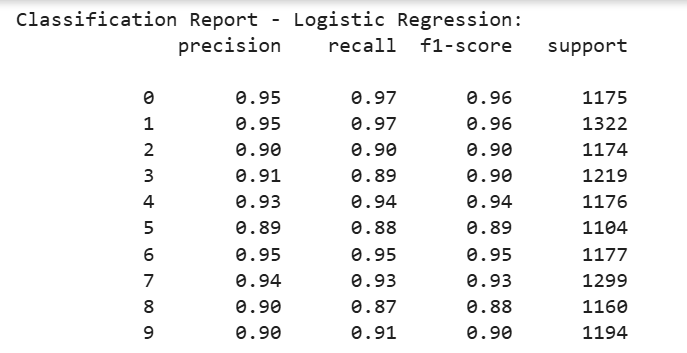 Classification Report - Logistic Regression:
precision recall f1-score support
0 0.95 0.97 0.96 1175
1 0.95 0.97 0.96 1322
2 0.90 0.90 0.90 1174
3 0.91 0.89 0.90 1219
4 0.93 0.94 0.94 1176
5 0.89 0.88 0.89 1104
6 0.95 0.95 0.95 1177
7 0.94 0.93 0.93 1299
8 0.90 0.87 0.88 1160
9 0.90 0.91 0.90 1194